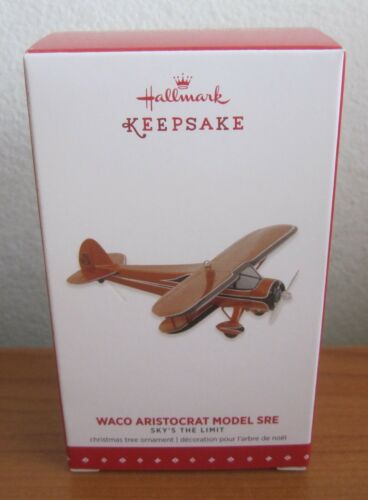 Hallmark
KEEPSAKE
WACO ARISTOCRAT MODEL SRE
SKY'S THE LIMIT
christmas tree ornament | décoration pour l'arbre de noël